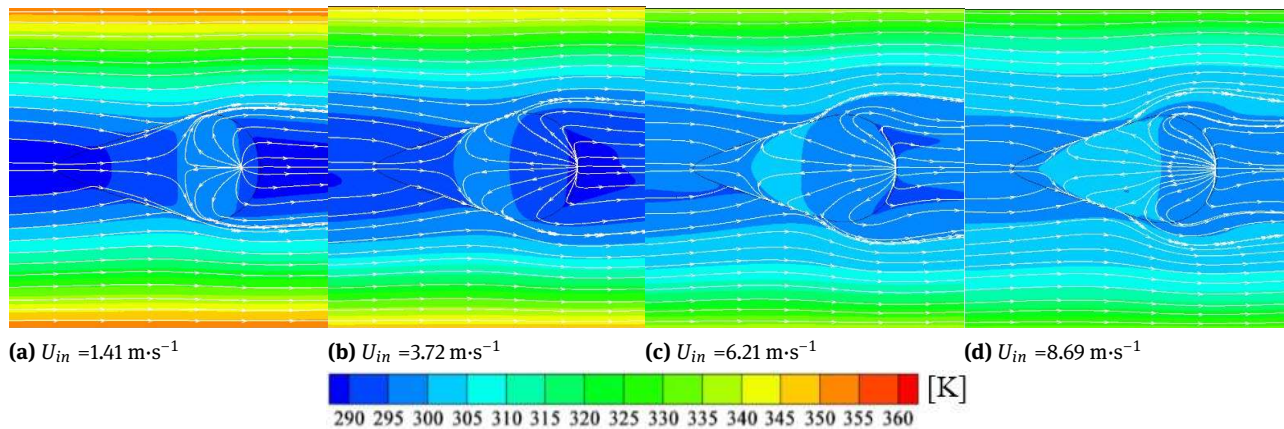 (a) U_in =1.41 m·s⁻¹ (b) U_in =3.72 m·s⁻¹ (c) U_in =6.21 m·s⁻¹ (d) U_in =8.69 m·s⁻¹
[K]
290 295 300 305 310 315 320 325 330 335 340 345 350 355 360